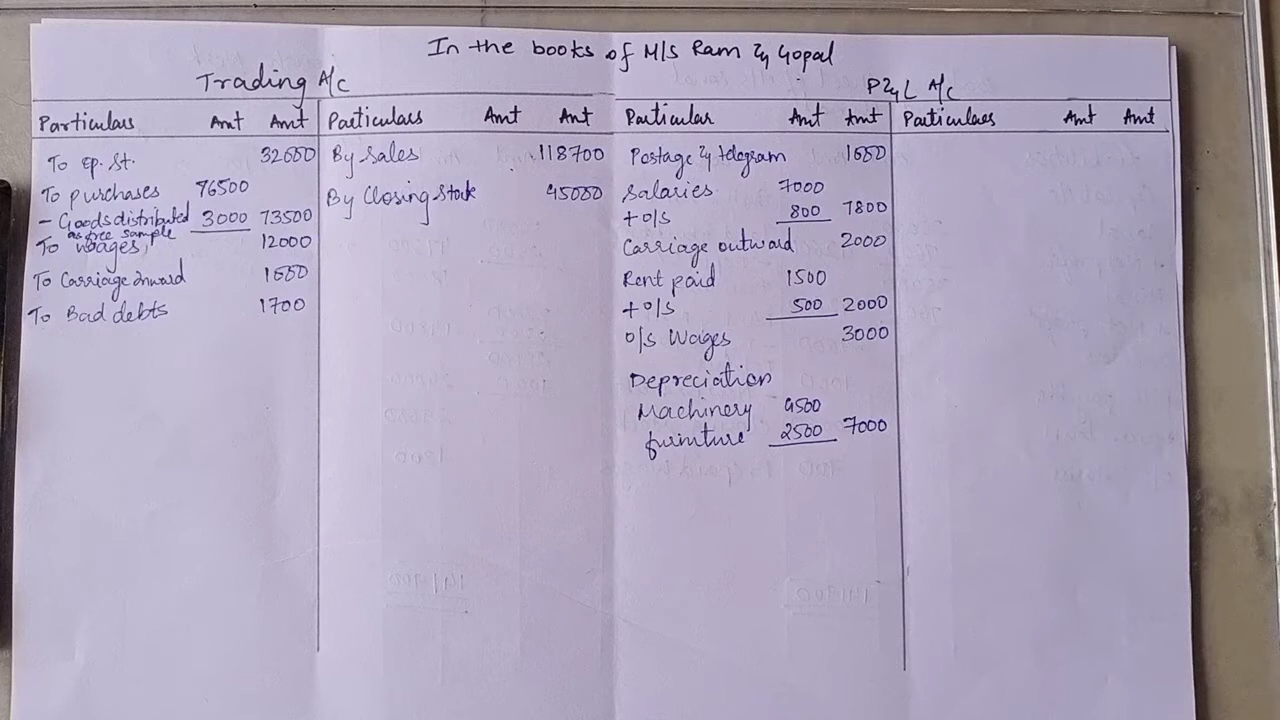 In the books of M/S Ram & Gopal
Trading A/c
P & L A/c
Particulars Amt Amt Particulars Amt Amt Particular Amt Amt Particulars Amt Amt
To op. St. 32000
To purchases 76500
- Goods distributed 3000 73500
as free sample
To wages 12000
To Carriage inward 1600
To Bad debts 1700
By Sales 118700
By Closing Stock 45000
Postage & telegram 1600
Salaries 7000
+ o/s 800 7800
Carriage outward 2000
Rent paid 1500
+ o/s 500 2000
o/s Wages 3000
Depreciation
Machinery 4500
furniture 2500 7000